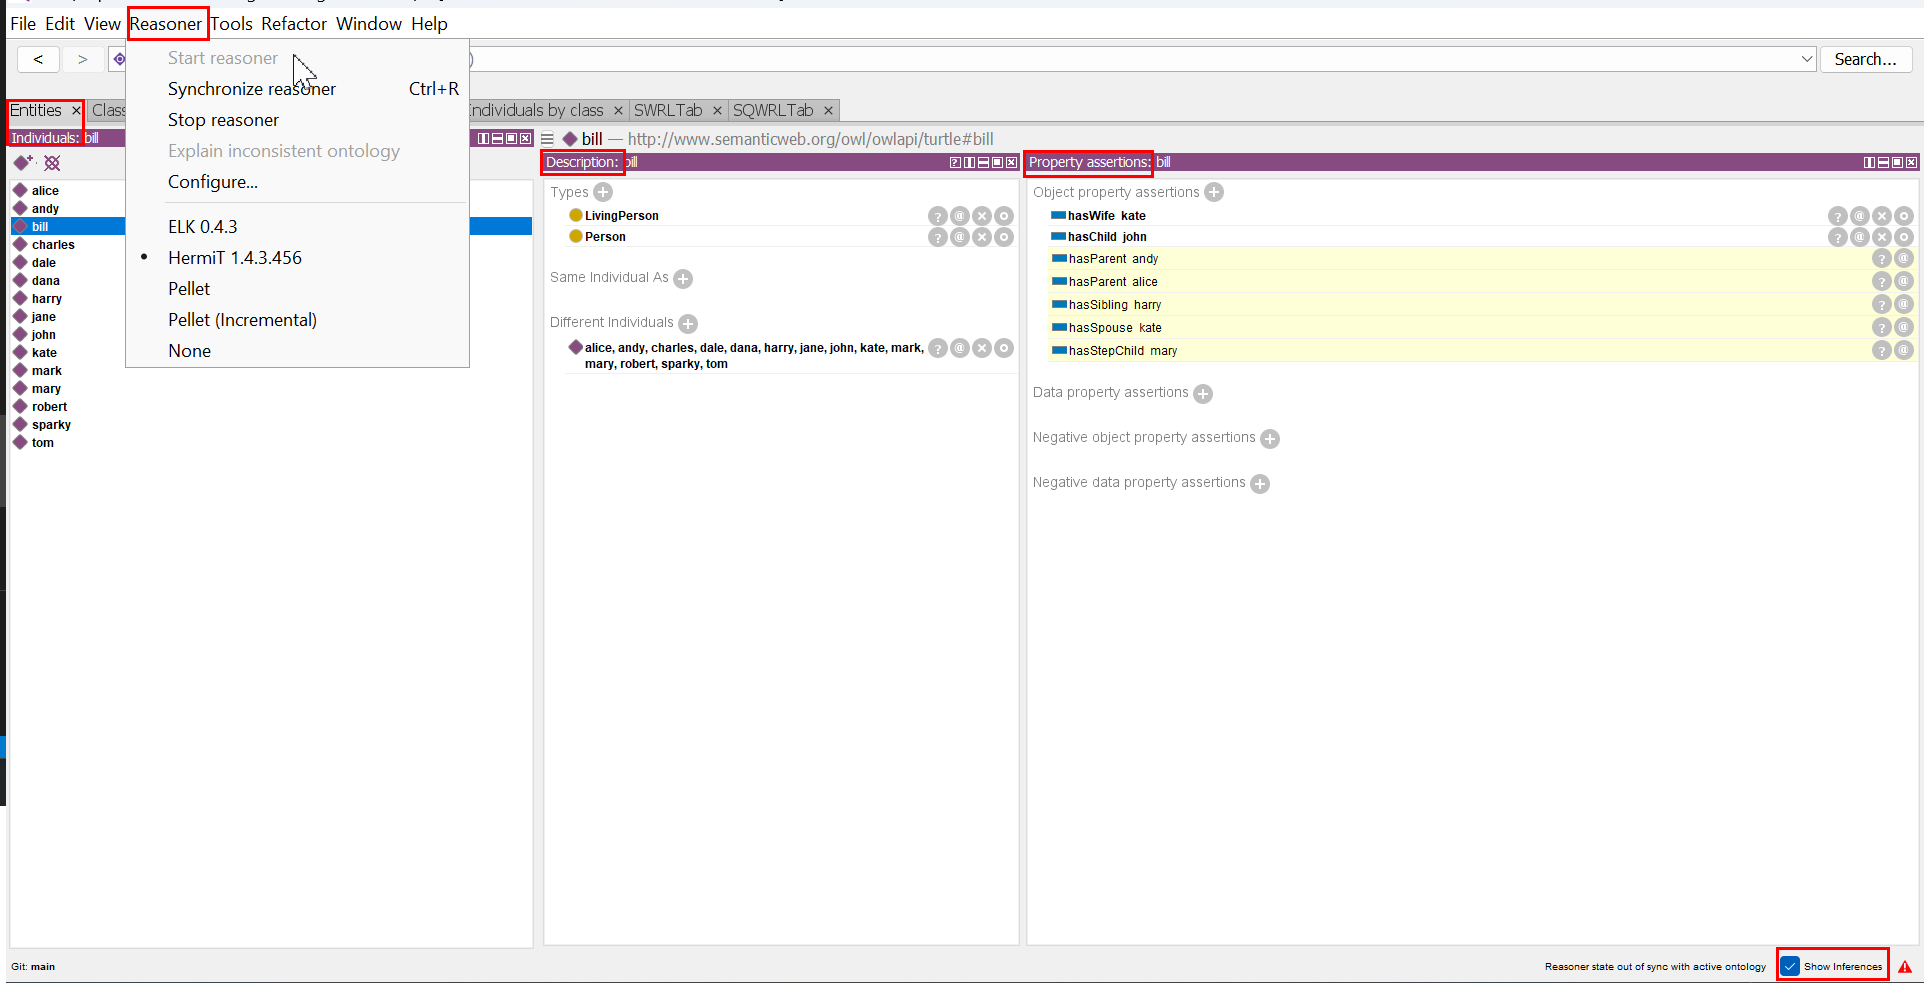 File Edit View Reasoner Tools Refactor Window Help
Start reasoner
Synchronize reasoner Ctrl+R
Stop reasoner
Explain inconsistent ontology
Configure...
ELK 0.4.3
HermiT 1.4.3.456
Pellet
Pellet (Incremental)
None
< > Search...
Entities × Individuals by class × SWRLTab × SQWRLTab ×
Individuals: bill
alice
andy
bill
charles
dale
dana
harry
jane
john
kate
mark
mary
robert
sparky
tom
bill — http://www.semanticweb.org/owl/owlapi/turtle#bill
Description: bill
Types
LivingPerson
Person
Same Individual As
Different Individuals
alice, andy, charles, dale, dana, harry, jane, john, kate, mark,
mary, robert, sparky, tom
Property assertions: bill
Object property assertions
hasWife kate
hasChild john
hasParent andy
hasParent alice
hasSibling harry
hasSpouse kate
hasStepChild mary
Data property assertions
Negative object property assertions
Negative data property assertions
Git: main
Reasoner state out of sync with active ontology Show Inferences